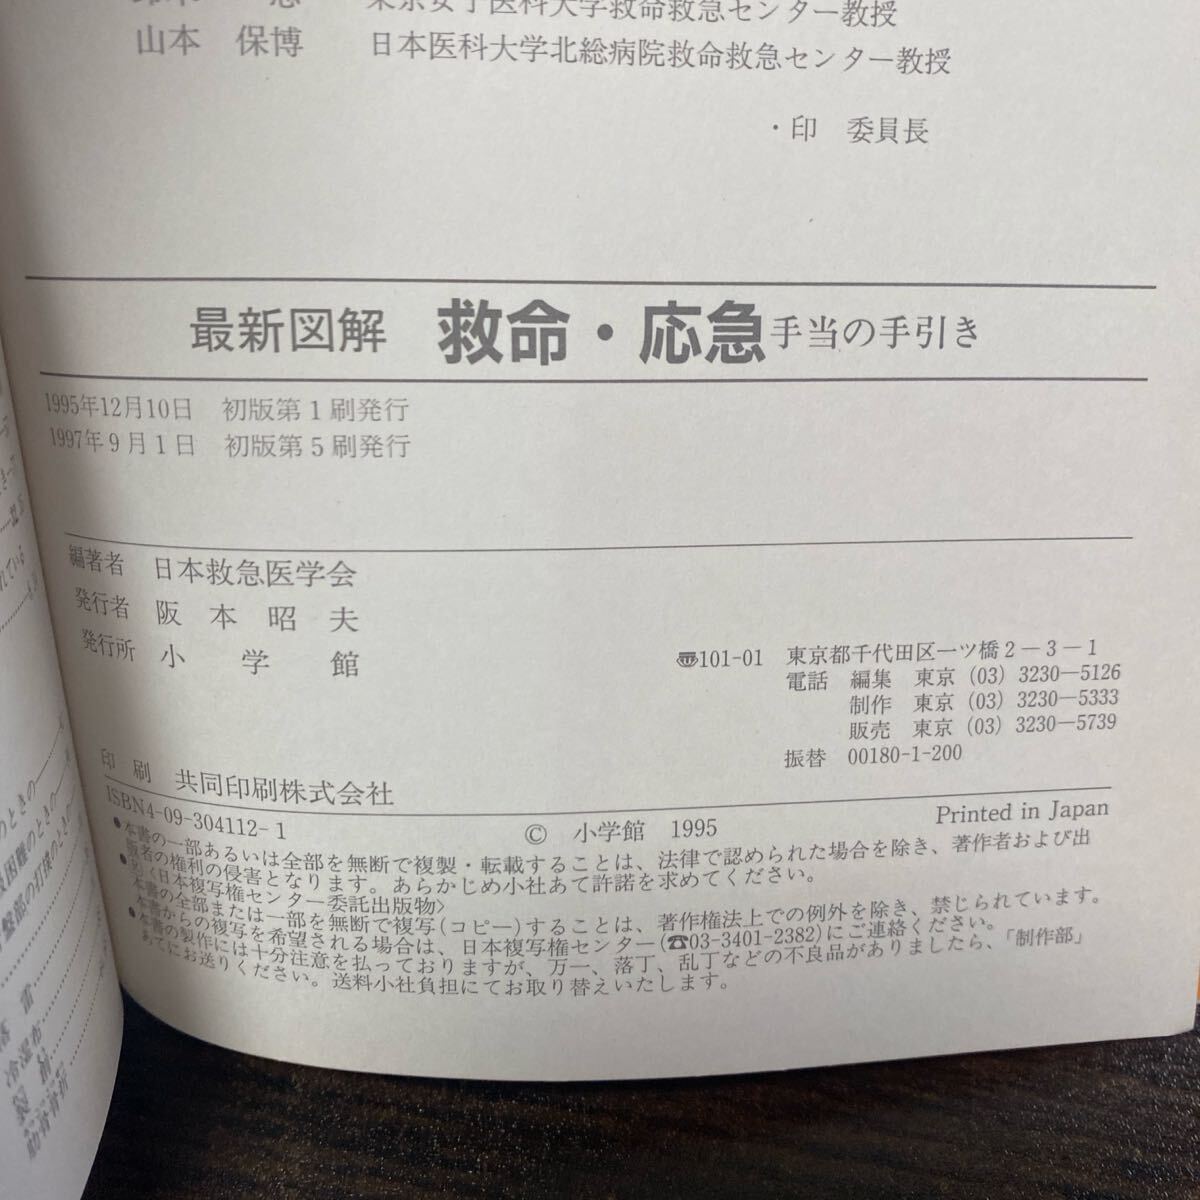 東京女子医科大学救命救急センター教授
山本 保博 日本医科大学北総病院救命救急センター教授
・印 委員長
最新図解 救命・応急手当の手引き
1995年12月10日 初版第1刷発行
1997年9月1日 初版第5刷発行
編著者 日本救急医学会
発行者 阪本昭夫
発行所 小学館
〠101-01 東京都千代田区一ツ橋2−3−1
電話 編集 東京(03)3230—5126
制作 東京(03)3230—5333
販売 東京(03)3230—5739
振替 00180-1-200
印刷 共同印刷株式会社
ISBN4-09-304112-1
© 小学館 1995
Printed in Japan
●本書の一部あるいは全部を無断で複製・転載することは、法律で認められた場合を除き、著作者および出
版者の権利の侵害となります。あらかじめ小社あて許諾を求めてください。
●Ⓡ〈日本複写権センター委託出版物〉
本書の全部または一部を無断で複写(コピー)することは、著作権法上での例外を除き、禁じられています。
本書からの複写を希望される場合は、日本複写権センター(☎03-3401-2382)にご連絡ください。
●本書の製作には十分注意を払っておりますが、万一、落丁、乱丁などの不良品がありましたら、「制作部」
あてにお送りください。送料小社負担にてお取り替えいたします。